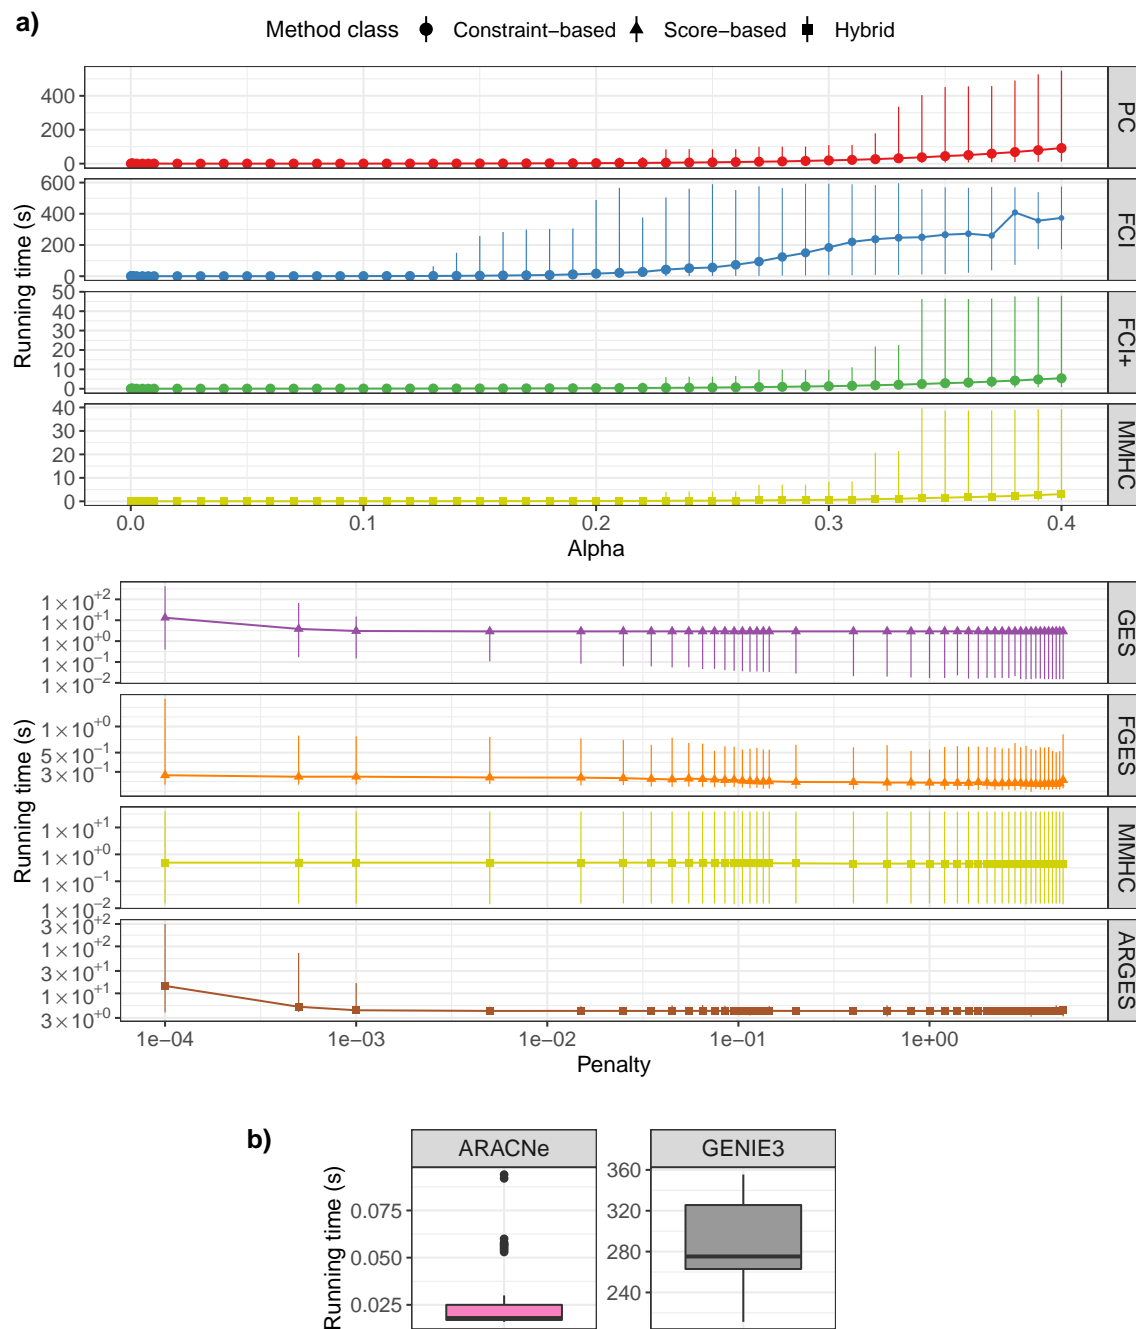 a)
Method class Constraint−based Score−based Hybrid
Running time (s)
400
200
0
PC
600
400
200
0
FCI
50
40
30
20
10
0
FCI+
40
30
20
10
0
MMHC
0.0 0.1 0.2 0.3 0.4
Alpha
Running time (s)
1×10+2
1×10+1
1×10+0
1×10−1
1×10−2
GES
1×10+0
5×10−1
3×10−1
FGES
1×10+1
1×10+0
1×10−1
1×10−2
MMHC
3×10+2
1×10+2
3×10+1
1×10+1
3×10+0
ARGES
1e−04 1e−03 1e−02 1e−01 1e+00
Penalty
b)
ARACNe GENIE3
Running time (s)
0.075
0.050
0.025
360
320
280
240